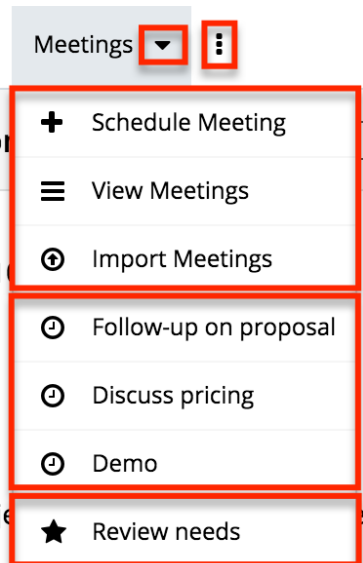 Meetings
Schedule Meeting
View Meetings
Import Meetings
Follow-up on proposal
Discuss pricing
Demo
Review needs